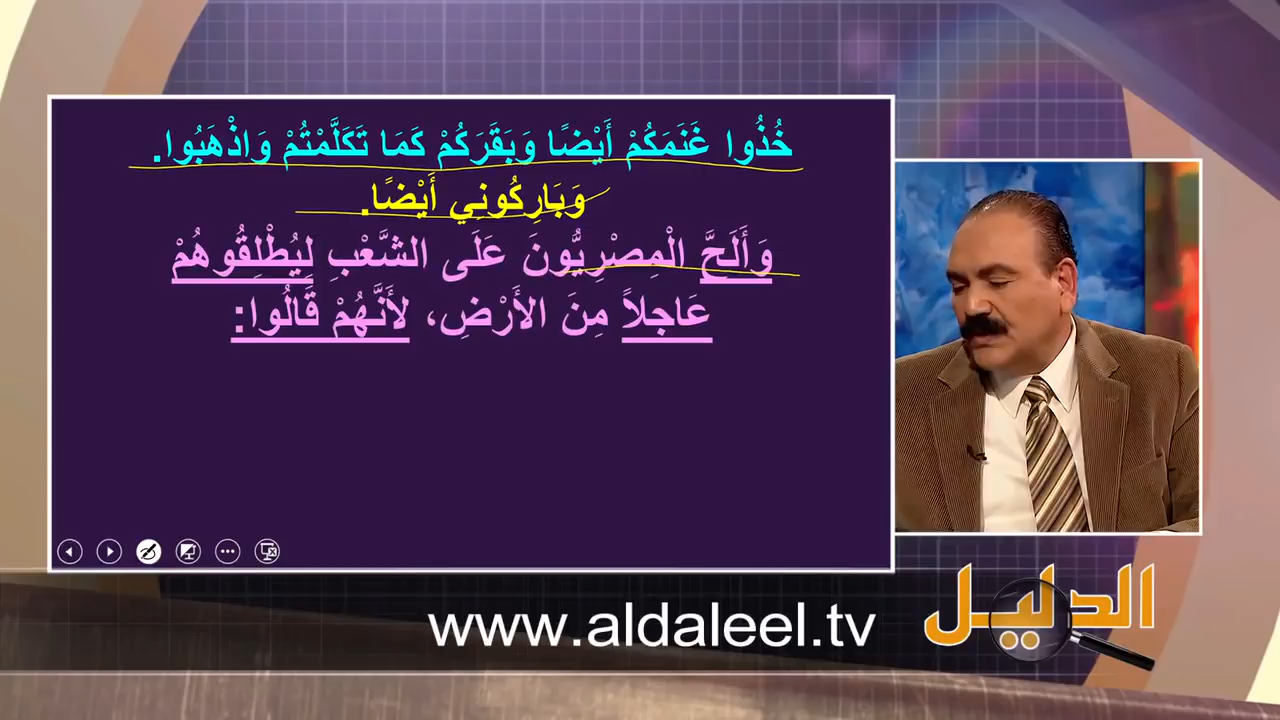 خُذُوا غَنَمَكُمْ أَيْضًا وَبَقَرَكُمْ كَمَا تَكَلَّمْتُمْ وَاذْهَبُوا.
وَبَارِكُونِي أَيْضًا.
وَأَلَحَّ الْمِصْرِيُّونَ عَلَى الشَّعْبِ لِيُطْلِقُوهُمْ
عَاجِلاً مِنَ الأَرْضِ، لأَنَّهُمْ قَالُوا:
www.aldaleel.tv
الدليل